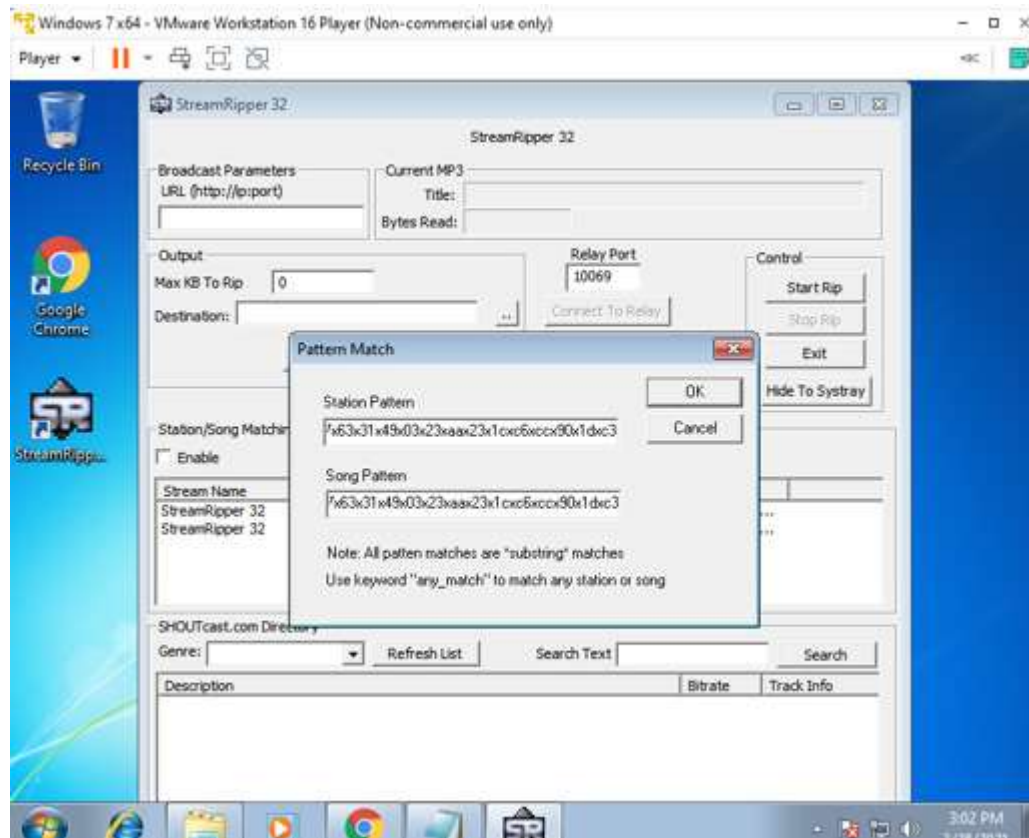 Windows 7 x64 - VMware Workstation 16 Player (Non-commercial use only)
Player
StreamRipper 32
StreamRipper 32
Recycle Bin
Broadcast Parameters
URL (http://ip:port)
Current MP3
Title:
Bytes Read:
Google
Chrome
Output
Max KB To Rip 0
Destination: ..
Relay Port
10069
Connect To Relay
Control
Start Rip
Stop Rip
Exit
Hide To Systray
StreamRipp...
Pattern Match
Station Pattern
7x63x31x49x03x23xaax23x1cxc6xccx90x1dxc3
Song Pattern
7x63x31x49x03x23xaax23x1cxc6xccx90x1dxc3
OK
Cancel
Note: All patten matches are "substring" matches
Use keyword "any_match" to match any station or song
Station/Song Matchin
Enable
Stream Name
StreamRipper 32
StreamRipper 32
SHOUTcast.com Directory
Genre: Refresh List Search Text Search
Description Bitrate Track Info
3:02 PM